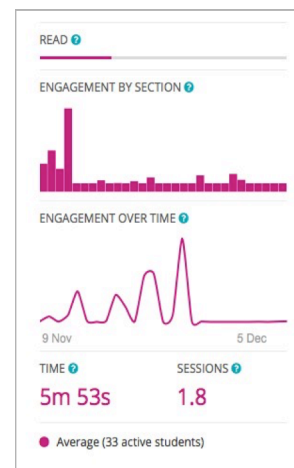 READ ?
ENGAGEMENT BY SECTION ?
ENGAGEMENT OVER TIME ?
9 Nov 5 Dec
TIME ? SESSIONS ?
5m 53s 1.8
Average (33 active students)